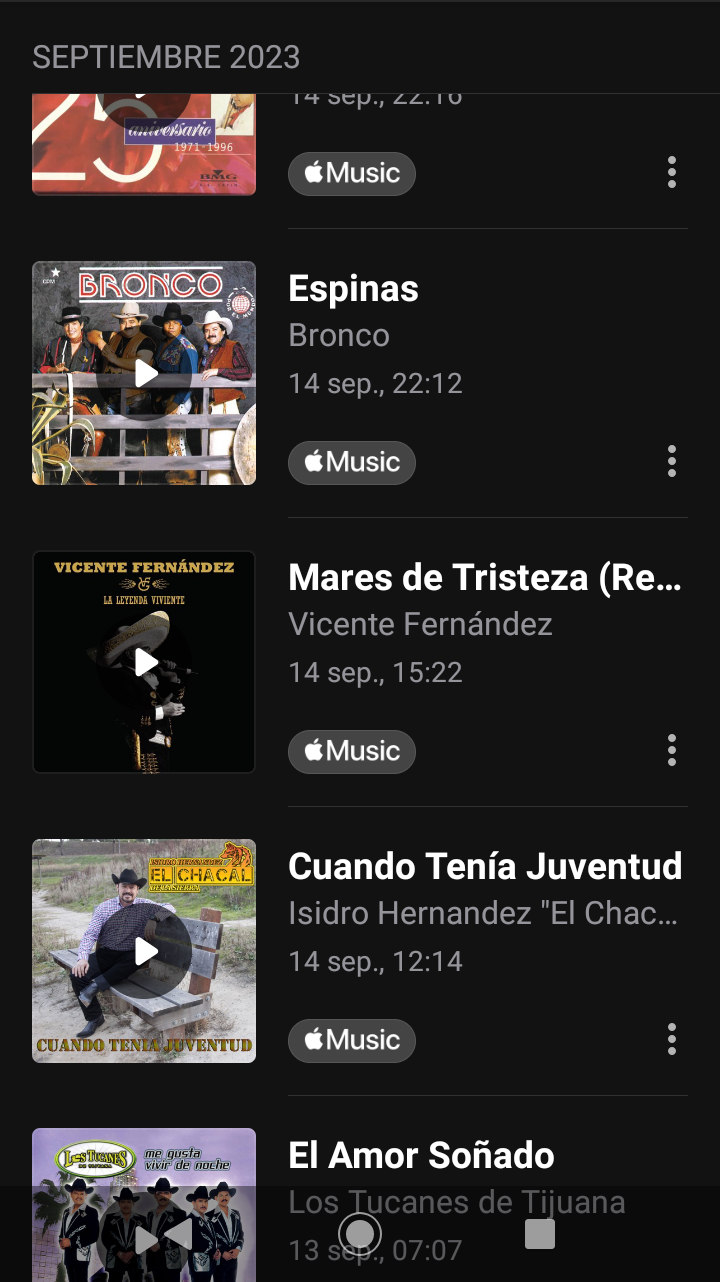 SEPTIEMBRE 2023
14 sep., 22:16
25
aniversario
1971-1996
BMG
Music
BRONCO
POR EL MUNDO
Espinas
Bronco
14 sep., 22:12
Music
VICENTE FERNÁNDEZ
VF
LA LEYENDA VIVIENTE
Mares de Tristeza (Re...
Vicente Fernández
14 sep., 15:22
Music
ISIDRO HERNANDEZ
EL CHACAL
DE LA SIERRA
CUANDO TENIA JUVENTUD
Cuando Tenía Juventud
Isidro Hernandez "El Chac...
14 sep., 12:14
Music
LOS TUCANES
DE TIJUANA
me gusta
vivir de noche
El Amor Soñado
Los Tucanes de Tijuana
13 sep., 07:07